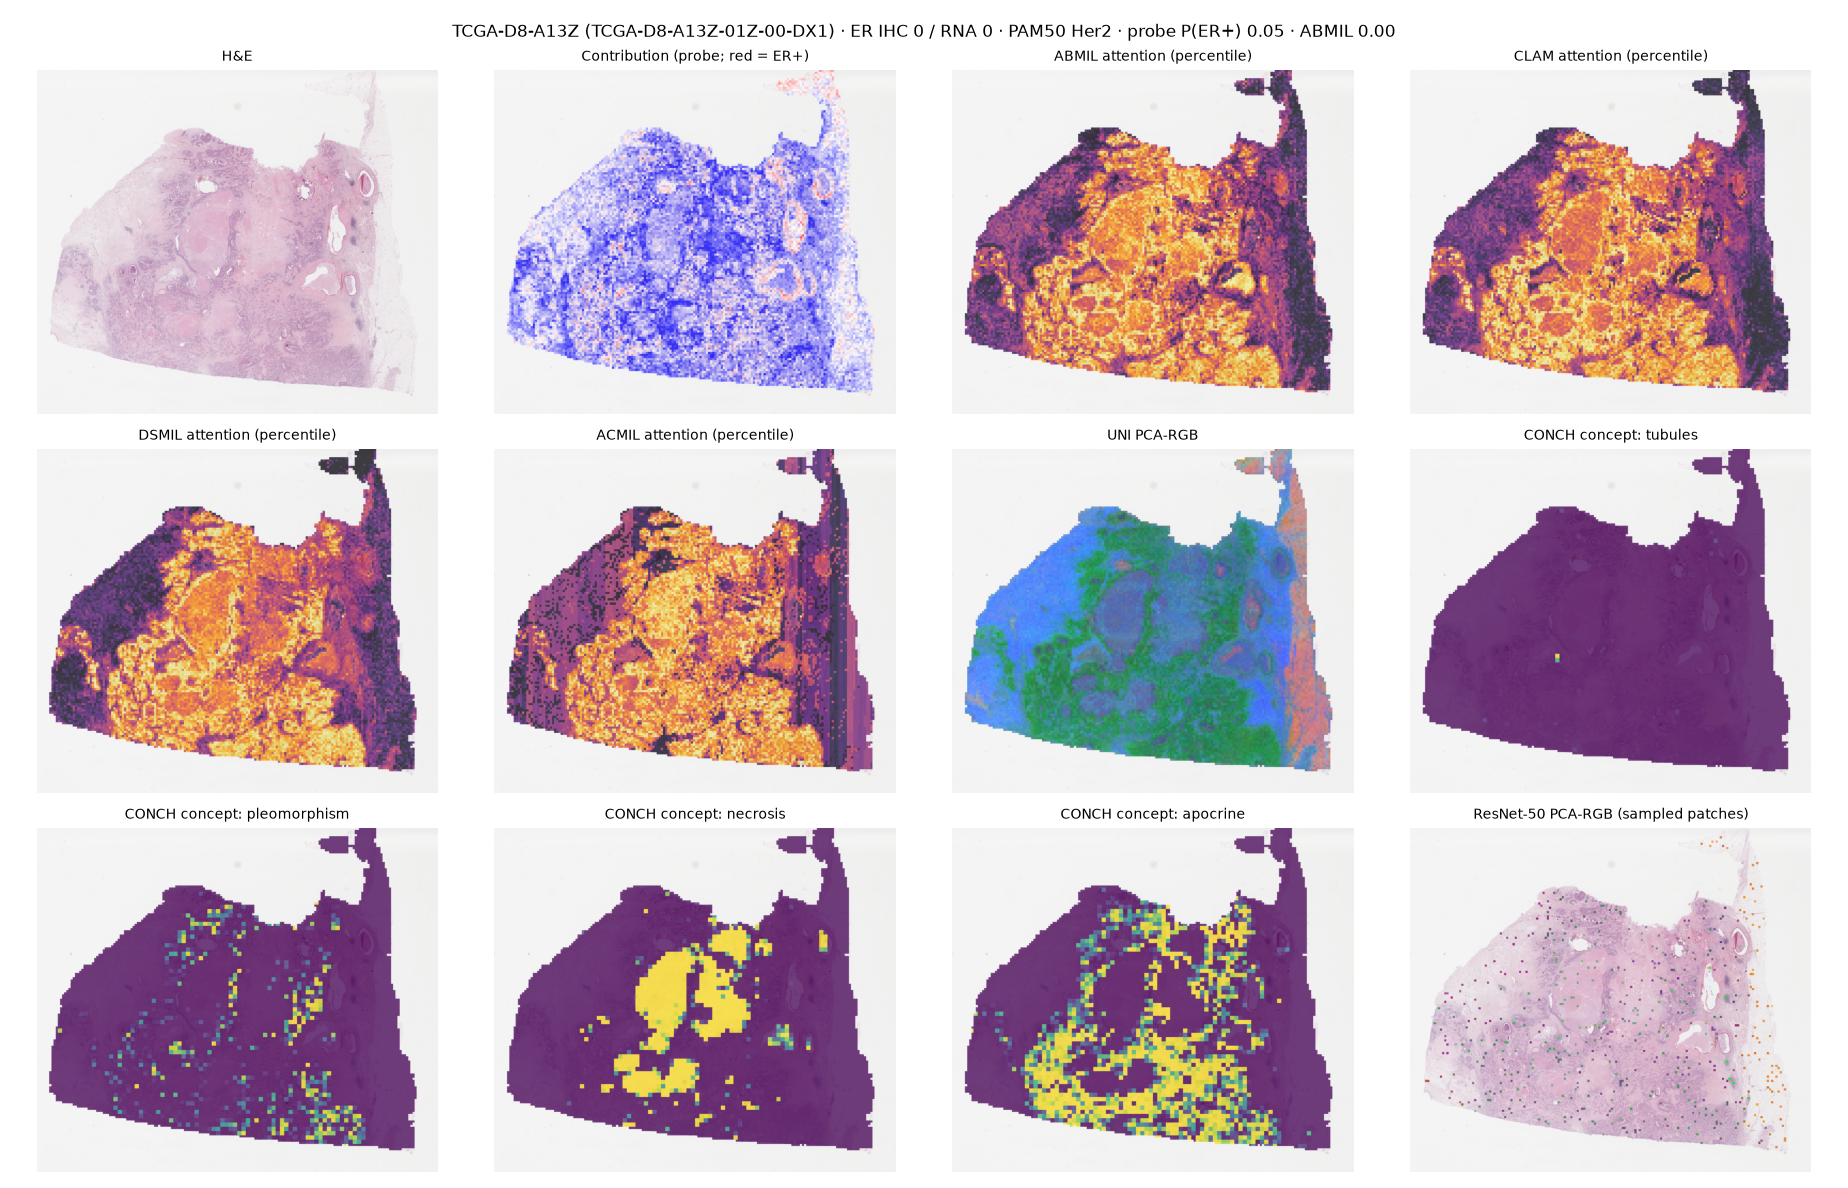 TCGA-D8-A13Z (TCGA-D8-A13Z-01Z-00-DX1) · ER IHC 0 / RNA 0 · PAM50 Her2 · probe P(ER+) 0.05 · ABMIL 0.00
H&E
Contribution (probe; red = ER+)
ABMIL attention (percentile)
CLAM attention (percentile)
DSMIL attention (percentile)
ACMIL attention (percentile)
UNI PCA-RGB
CONCH concept: tubules
CONCH concept: pleomorphism
CONCH concept: necrosis
CONCH concept: apocrine
ResNet-50 PCA-RGB (sampled patches)